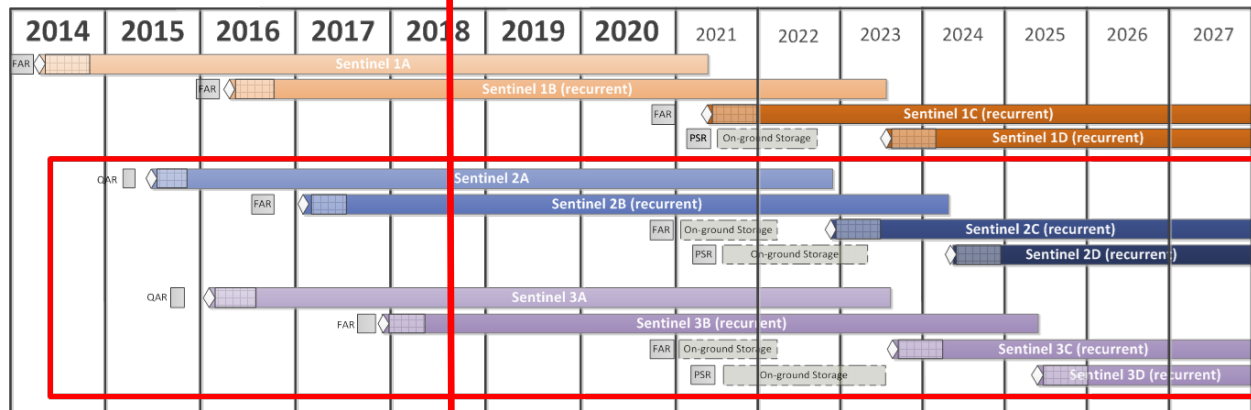 2014 2015 2016 2017 2018 2019 2020 2021 2022 2023 2024 2025 2026 2027
FAR Sentinel 1A
FAR Sentinel 1B (recurrent)
FAR Sentinel 1C (recurrent)
PSR On-ground Storage Sentinel 1D (recurrent)
QAR Sentinel 2A
FAR Sentinel 2B (recurrent)
FAR On-ground Storage Sentinel 2C (recurrent)
PSR On-ground Storage Sentinel 2D (recurrent)
QAR Sentinel 3A
FAR Sentinel 3B (recurrent)
FAR On-ground Storage Sentinel 3C (recurrent)
PSR On-ground Storage Sentinel 3D (recurrent)